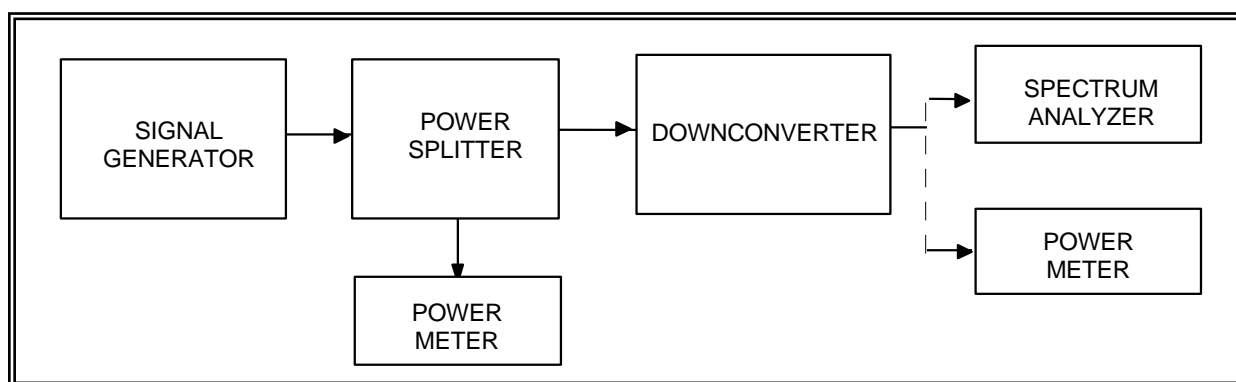 SIGNAL
GENERATOR
POWER
SPLITTER
DOWNCONVERTER
SPECTRUM
ANALYZER
POWER
METER
POWER
METER